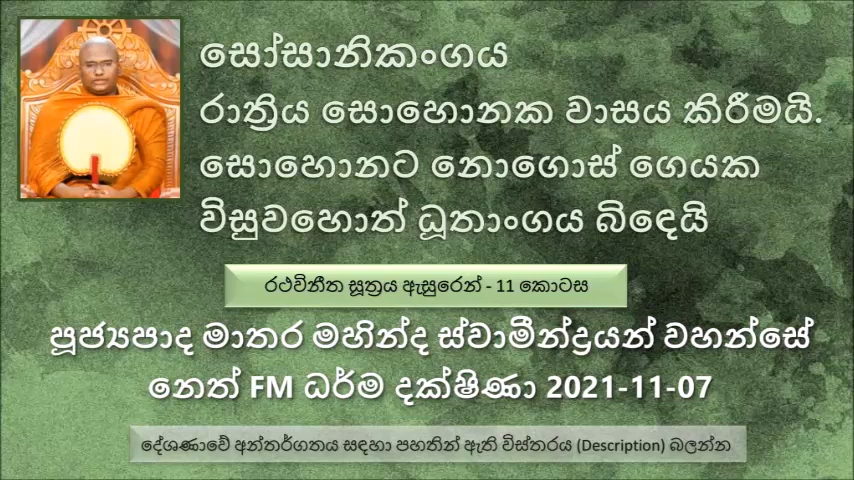 සෝසානිකංගය
රාත්‍රිය සොහොනක වාසය කිරීමයි.
සොහොනට නොගොස් ගෙයක
විසුවහොත් ධූතාංගය බිඳෙයි
රථවිනීත සූත්‍රය ඇසුරෙන් - 11 කොටස
පූජ්‍යපාද මාතර මහින්ද ස්වාමීන්ද්‍රයන් වහන්සේ
නෙත් FM ධර්ම දක්ෂිණා 2021-11-07
දේශණාවේ අන්තර්ගතය සඳහා පහතින් ඇති විස්තරය (Description) බලන්න